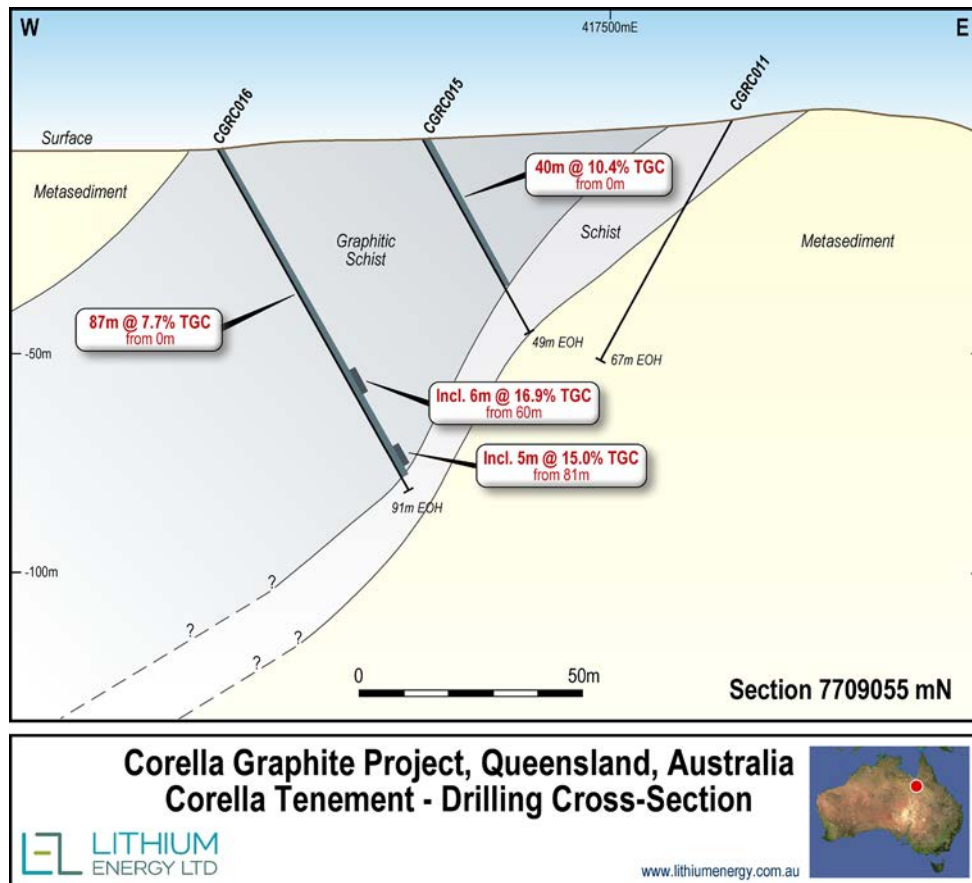 W
417500mE
E
CGRC016
CGRC015
CGRC011
Surface
40m @ 10.4% TGC
from 0m
Metasediment
Schist
Graphitic
Schist
Metasediment
87m @ 7.7% TGC
from 0m
49m EOH
-50m
67m EOH
Incl. 6m @ 16.9% TGC
from 60m
Incl. 5m @ 15.0% TGC
from 81m
91m EOH
-100m
?
?
?
?
0
50m
Section 7709055 mN
Corella Graphite Project, Queensland, Australia
Corella Tenement - Drilling Cross-Section
LEL
LITHIUM
ENERGY LTD
www.lithiumenergy.com.au